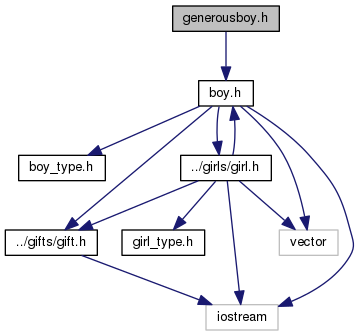 generousboy.h
boy.h
boy_type.h
../girls/girl.h
../gifts/gift.h
girl_type.h
vector
iostream